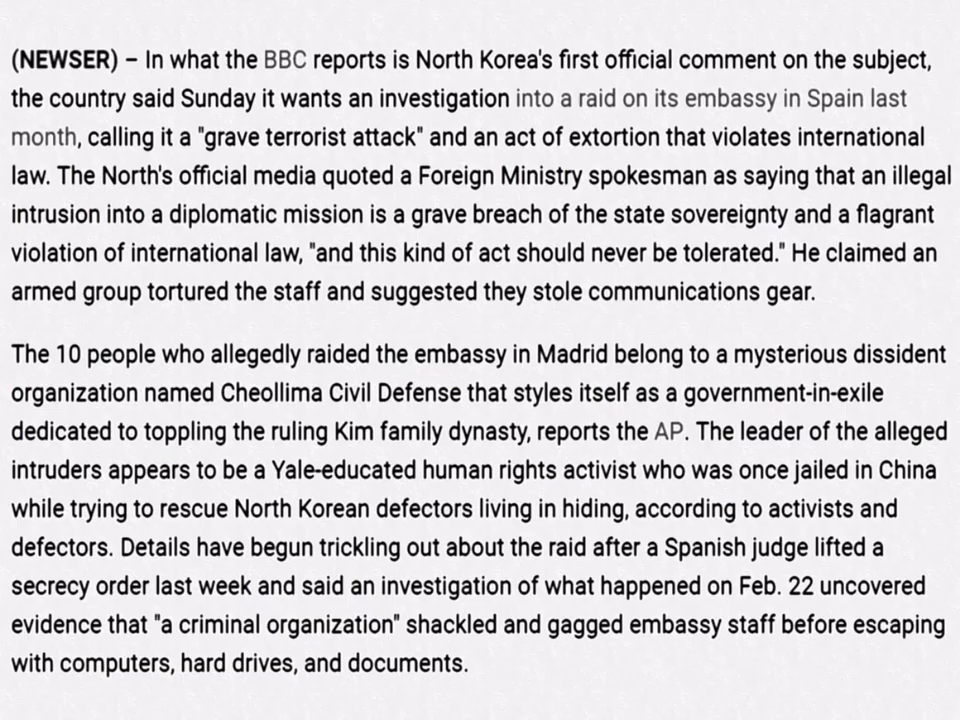 (NEWSER) – In what the BBC reports is North Korea's first official comment on the subject,
the country said Sunday it wants an investigation into a raid on its embassy in Spain last
month, calling it a "grave terrorist attack" and an act of extortion that violates international
law. The North's official media quoted a Foreign Ministry spokesman as saying that an illegal
intrusion into a diplomatic mission is a grave breach of the state sovereignty and a flagrant
violation of international law, "and this kind of act should never be tolerated." He claimed an
armed group tortured the staff and suggested they stole communications gear.
The 10 people who allegedly raided the embassy in Madrid belong to a mysterious dissident
organization named Cheollima Civil Defense that styles itself as a government-in-exile
dedicated to toppling the ruling Kim family dynasty, reports the AP. The leader of the alleged
intruders appears to be a Yale-educated human rights activist who was once jailed in China
while trying to rescue North Korean defectors living in hiding, according to activists and
defectors. Details have begun trickling out about the raid after a Spanish judge lifted a
secrecy order last week and said an investigation of what happened on Feb. 22 uncovered
evidence that "a criminal organization" shackled and gagged embassy staff before escaping
with computers, hard drives, and documents.